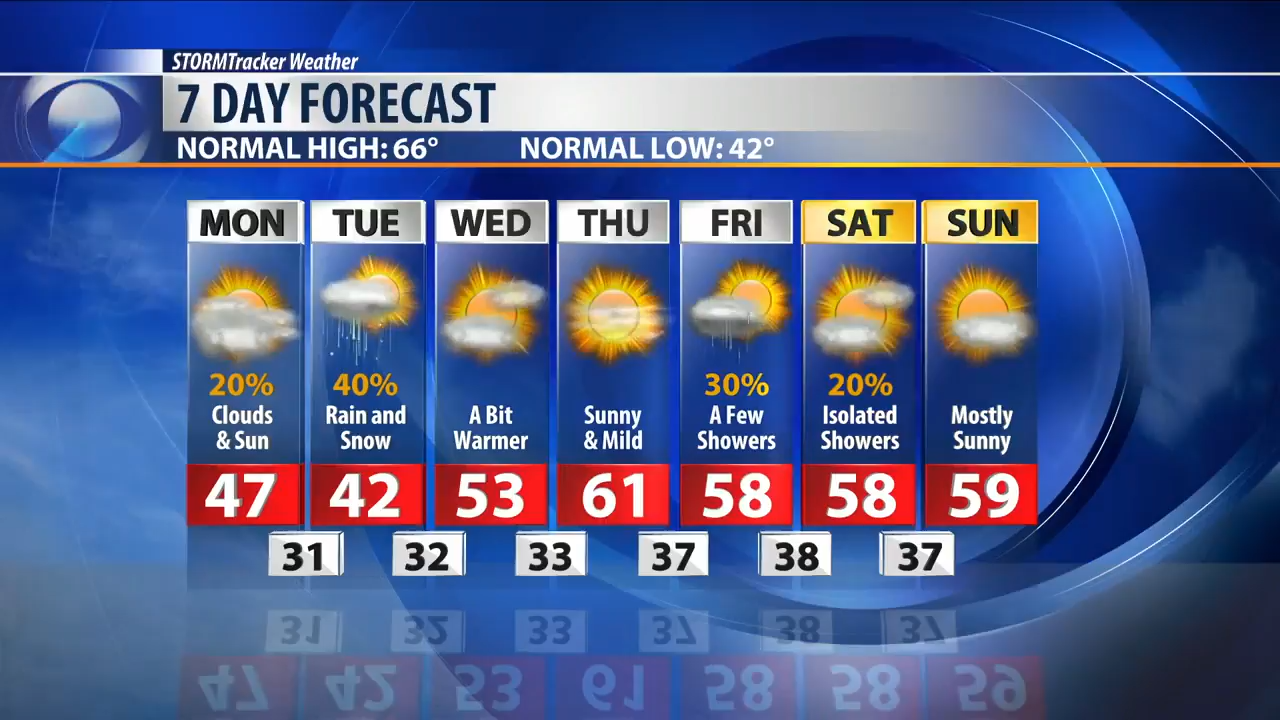 STORMTracker Weather
7 DAY FORECAST
NORMAL HIGH: 66° NORMAL LOW: 42°
MON TUE WED THU FRI SAT SUN
20% 40% 30% 20%
Clouds Rain and A Bit Sunny A Few Isolated Mostly
& Sun Snow Warmer & Mild Showers Showers Sunny
47 42 53 61 58 58 59
31 32 33 37 38 37